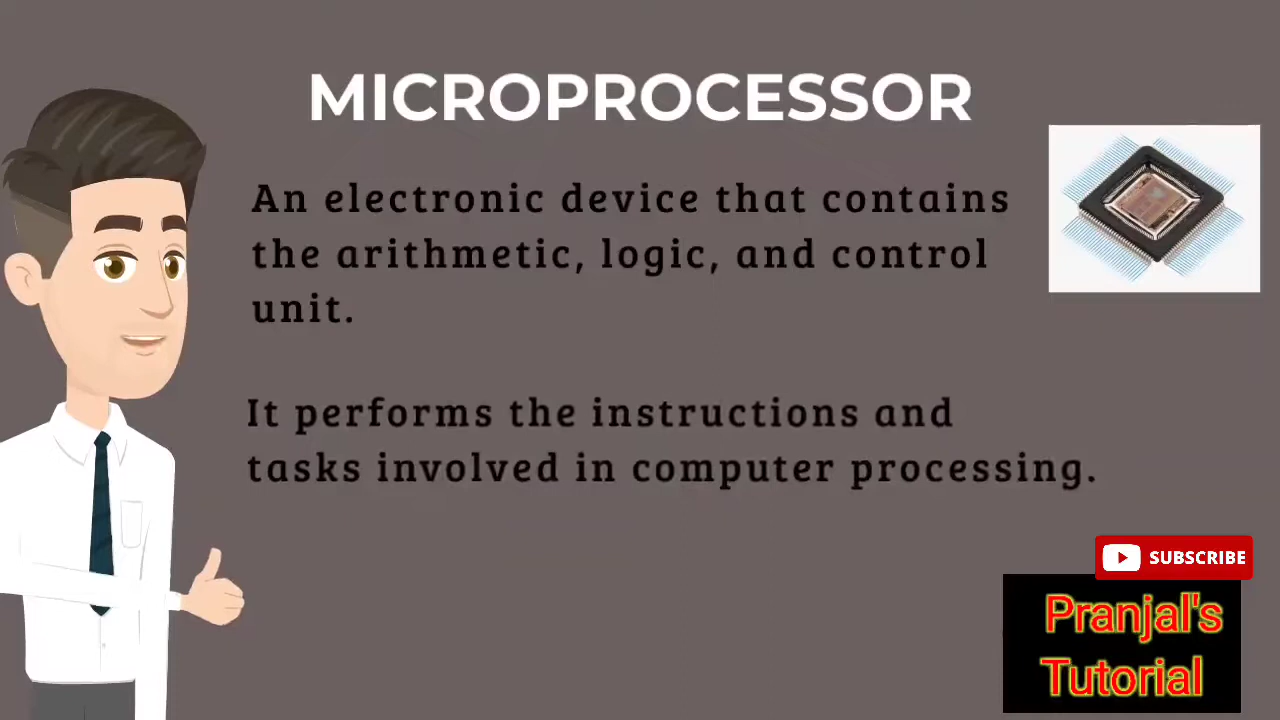 MICROPROCESSOR
An electronic device that contains
the arithmetic, logic, and control
unit.
It performs the instructions and
tasks involved in computer processing.
SUBSCRIBE
Pranjal's
Tutorial